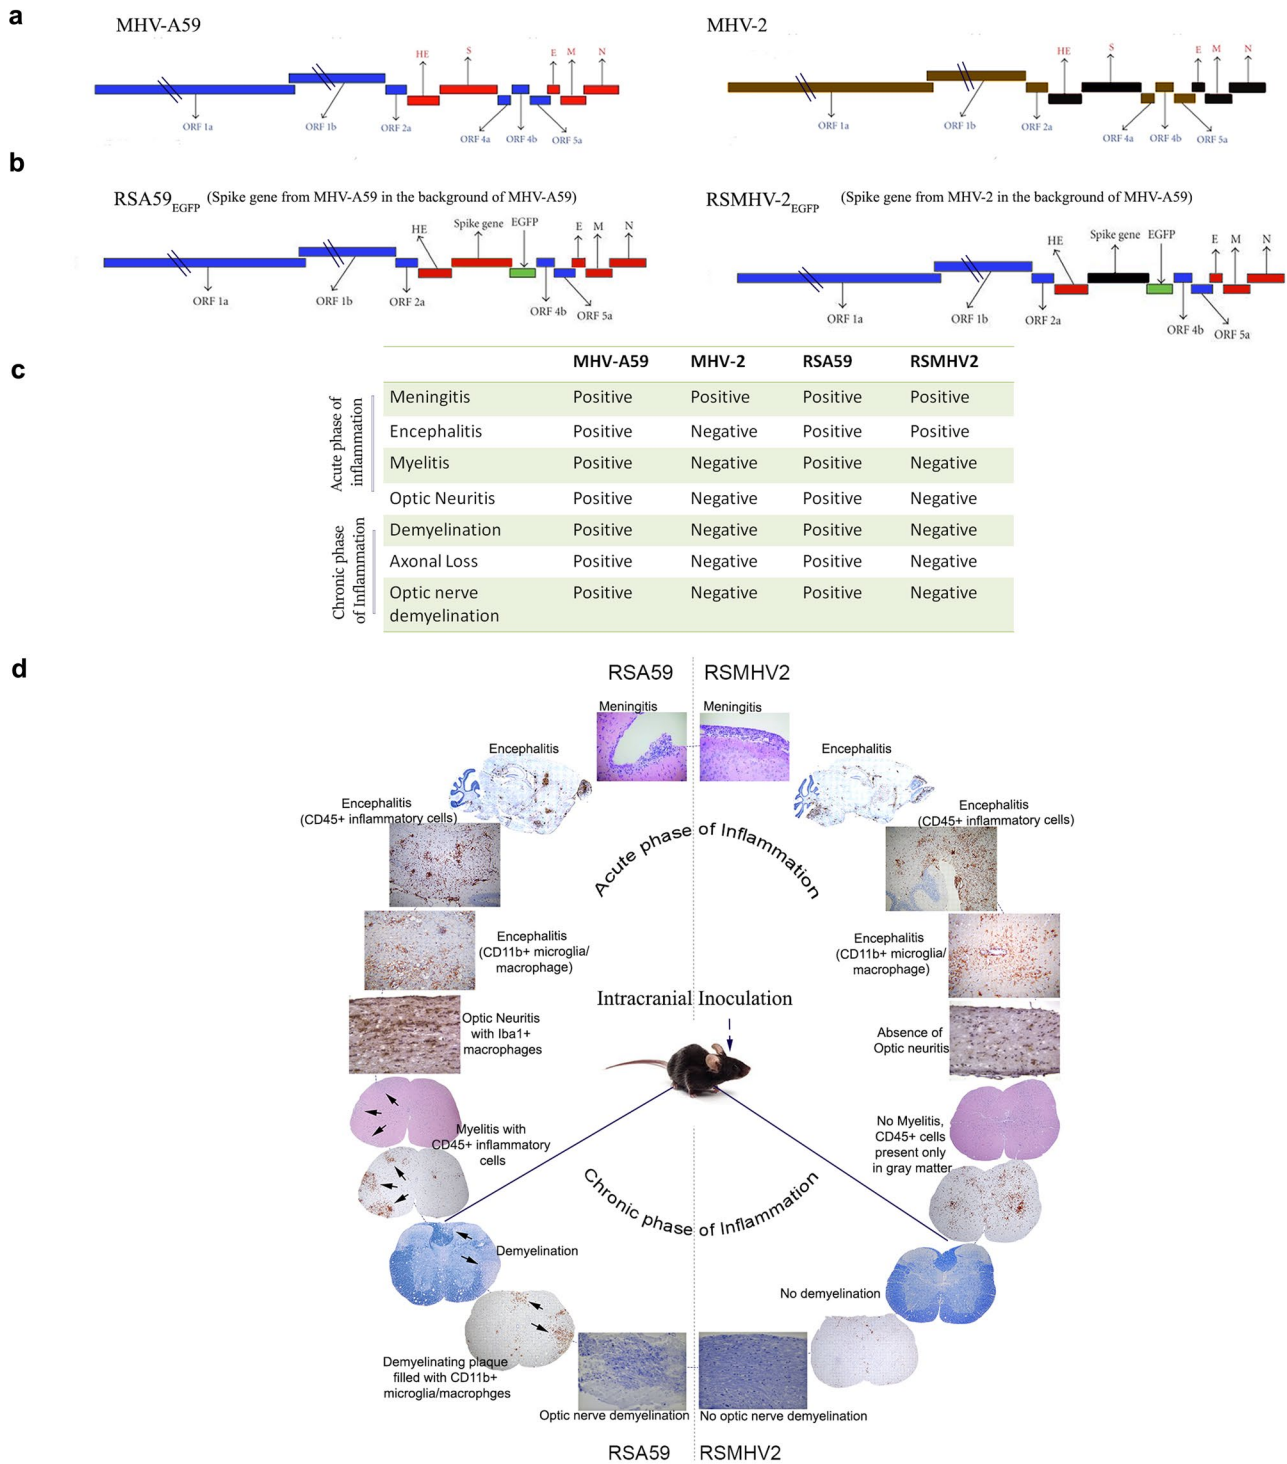 a
MHV-A59
HE
S
E
M
N
ORF 1a
ORF 1b
ORF 2a
ORF 4a
ORF 4b
ORF 5a
MHV-2
HE
S
E
M
N
ORF 1a
ORF 1b
ORF 2a
ORF 4a
ORF 4b
ORF 5a
b
RSA59EGFP (Spike gene from MHV-A59 in the background of MHV-A59)
HE
Spike gene
EGFP
E
M
N
ORF 1a
ORF 1b
ORF 2a
ORF 4b
ORF 5a
RSMHV-2EGFP (Spike gene from MHV-2 in the background of MHV-A59)
HE
Spike gene
EGFP
E
M
N
ORF 1a
ORF 1b
ORF 2a
ORF 4b
ORF 5a
c
MHV-A59 MHV-2 RSA59 RSMHV2
Acute phase of
inflammation
Meningitis Positive Positive Positive Positive
Encephalitis Positive Negative Positive Positive
Myelitis Positive Negative Positive Negative
Optic Neuritis Positive Negative Positive Negative
Chronic phase
of Inflammation
Demyelination Positive Negative Positive Negative
Axonal Loss Positive Negative Positive Negative
Optic nerve Positive Negative Positive Negative
demyelination
d
RSA59 RSMHV2
Meningitis
Meningitis
Encephalitis
Encephalitis
Encephalitis
(CD45+ inflammatory cells)
Encephalitis
(CD45+ inflammatory cells)
Acute phase of Inflammation
Encephalitis
(CD11b+ microglia/
macrophage)
Encephalitis
(CD11b+ microglia/
macrophage)
Intracranial Inoculation
Optic Neuritis
with Iba1+
macrophages
Absence of
Optic neuritis
Myelitis with
CD45+ inflammatory
cells
No Myelitis,
CD45+ cells
present only
in gray matter
Chronic phase of Inflammation
Demyelination
No demyelination
Demyelinating plaque
filled with CD11b+
microglia/macrophges
Optic nerve demyelination
No optic nerve demyelination
RSA59 RSMHV2